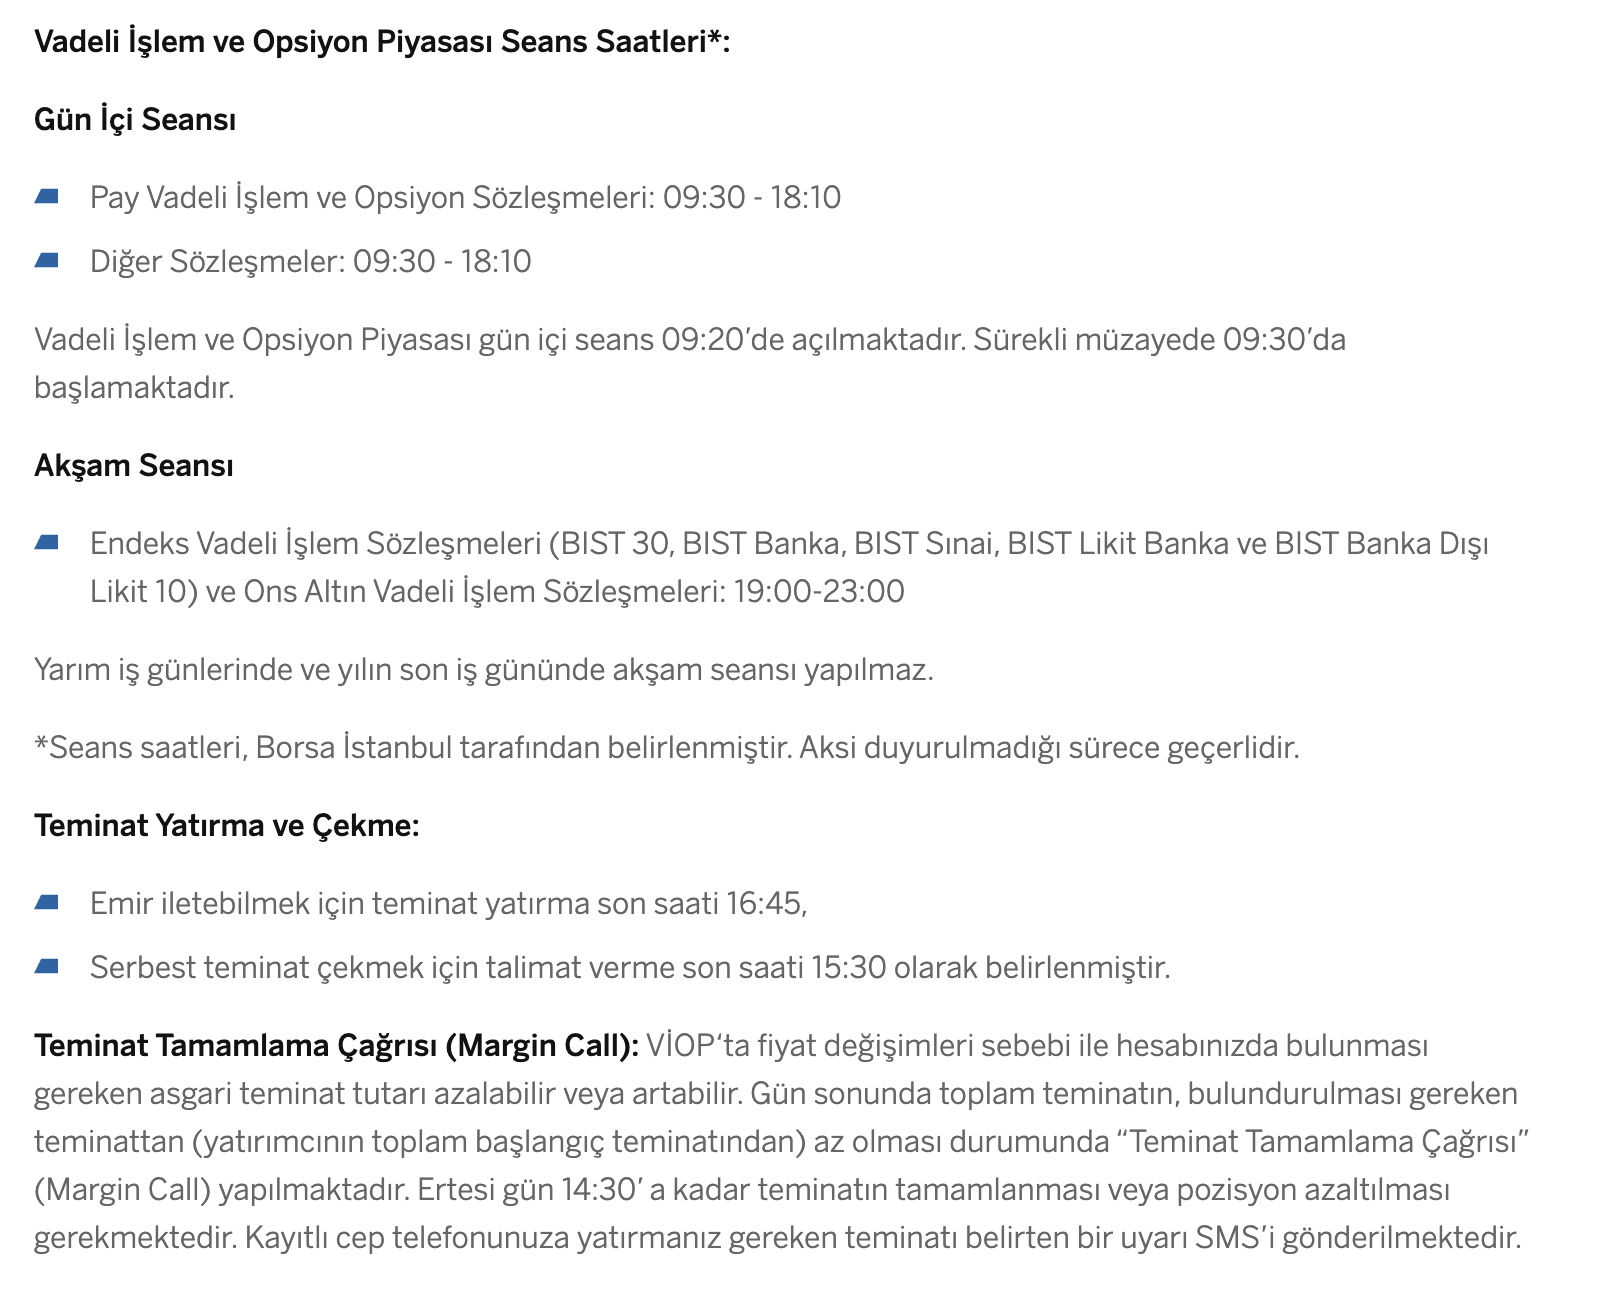 Vadeli İşlem ve Opsiyon Piyasası Seans Saatleri*:
Gün İçi Seansı
Pay Vadeli İşlem ve Opsiyon Sözleşmeleri: 09:30 - 18:10
Diğer Sözleşmeler: 09:30 - 18:10
Vadeli İşlem ve Opsiyon Piyasası gün içi seans 09:20’de açılmaktadır. Sürekli müzayede 09:30’da
başlamaktadır.
Akşam Seansı
Endeks Vadeli İşlem Sözleşmeleri (BIST 30, BIST Banka, BIST Sınai, BIST Likit Banka ve BIST Banka Dışı
Likit 10) ve Ons Altın Vadeli İşlem Sözleşmeleri: 19:00-23:00
Yarım iş günlerinde ve yılın son iş gününde akşam seansı yapılmaz.
*Seans saatleri, Borsa İstanbul tarafından belirlenmiştir. Aksi duyurulmadığı sürece geçerlidir.
Teminat Yatırma ve Çekme:
Emir iletebilmek için teminat yatırma son saati 16:45,
Serbest teminat çekmek için talimat verme son saati 15:30 olarak belirlenmiştir.
Teminat Tamamlama Çağrısı (Margin Call): VİOP‘ta fiyat değişimleri sebebi ile hesabınızda bulunması
gereken asgari teminat tutarı azalabilir veya artabilir. Gün sonunda toplam teminatın, bulundurulması gereken
teminattan (yatırımcının toplam başlangıç teminatından) az olması durumunda “Teminat Tamamlama Çağrısı”
(Margin Call) yapılmaktadır. Ertesi gün 14:30’ a kadar teminatın tamamlanması veya pozisyon azaltılması
gerekmektedir. Kayıtlı cep telefonunuza yatırmanız gereken teminatı belirten bir uyarı SMS’i gönderilmektedir.